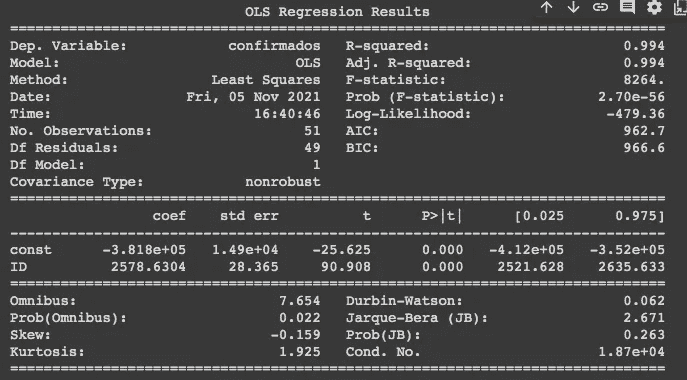 OLS Regression Results
Dep. Variable: confirmados R-squared: 0.994
Model: OLS Adj. R-squared: 0.994
Method: Least Squares F-statistic: 8264.
Date: Fri, 05 Nov 2021 Prob (F-statistic): 2.70e-56
Time: 16:40:46 Log-Likelihood: -479.36
No. Observations: 51 AIC: 962.7
Df Residuals: 49 BIC: 966.6
Df Model: 1
Covariance Type: nonrobust
coef std err t P>|t| [0.025 0.975]
const -3.818e+05 1.49e+04 -25.625 0.000 -4.12e+05 -3.52e+05
ID 2578.6304 28.365 90.908 0.000 2521.628 2635.633
Omnibus: 7.654 Durbin-Watson: 0.062
Prob(Omnibus): 0.022 Jarque-Bera (JB): 2.671
Skew: -0.159 Prob(JB): 0.263
Kurtosis: 1.925 Cond. No. 1.87e+04